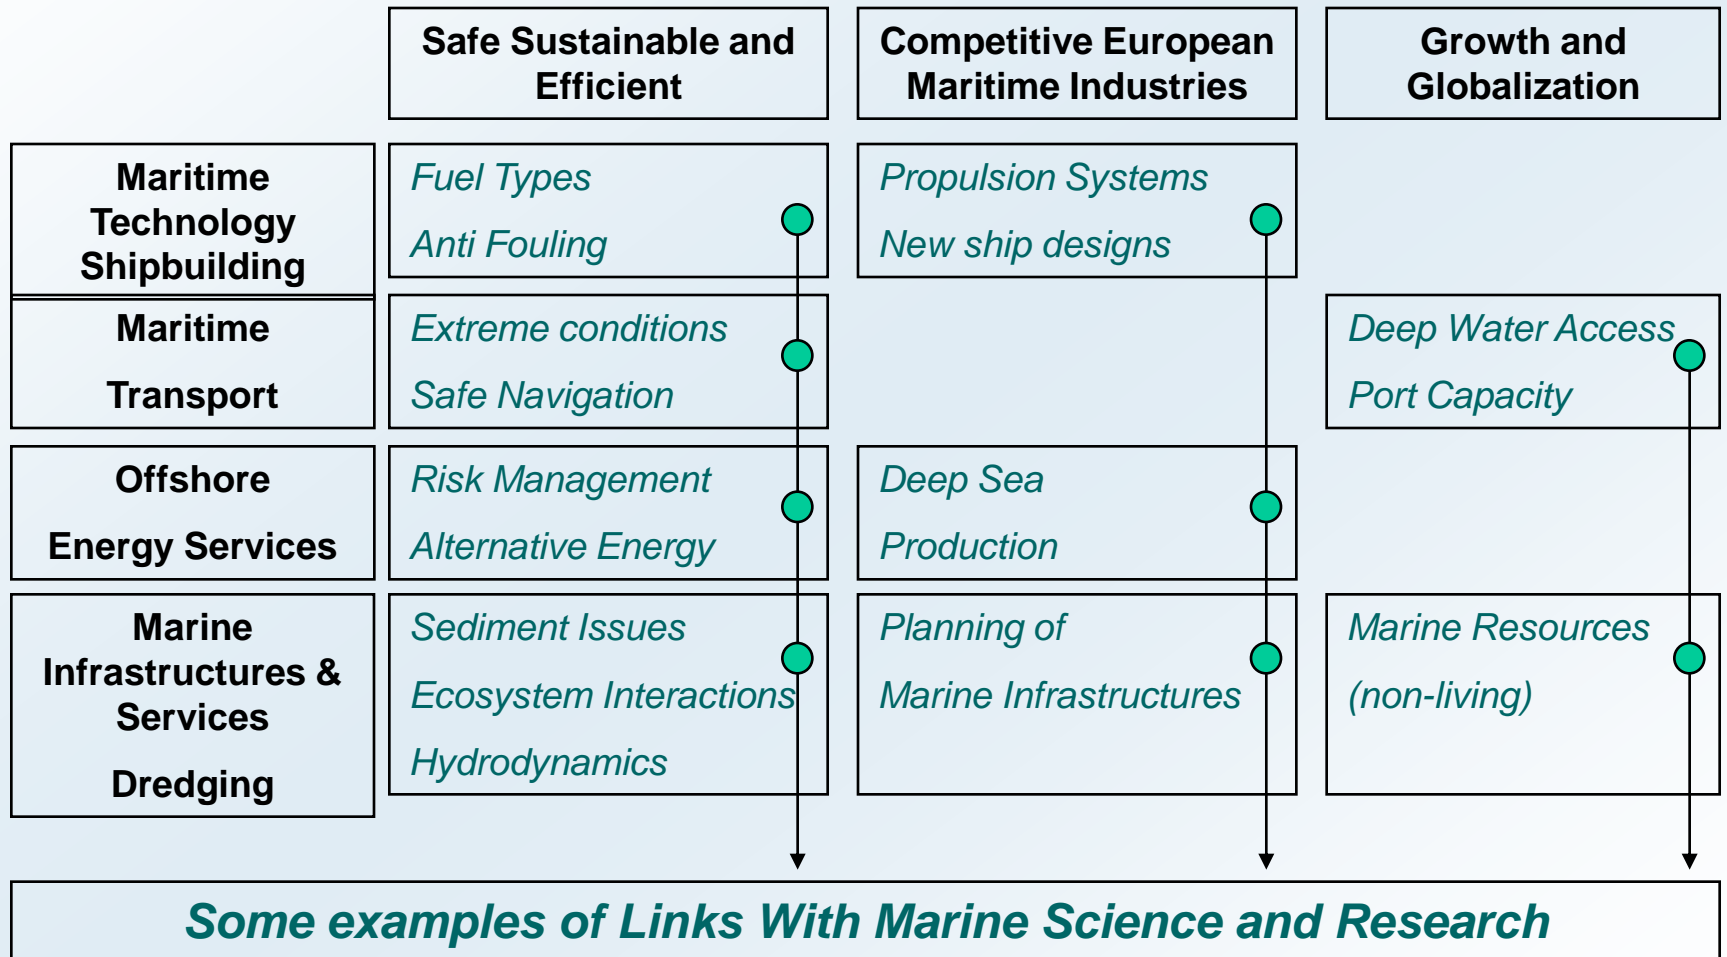 Safe Sustainable and
Efficient
Competitive European
Maritime Industries
Growth and
Globalization
Maritime
Technology
Shipbuilding
Fuel Types
Anti Fouling
Propulsion Systems
New ship designs
Maritime
Transport
Extreme conditions
Safe Navigation
Deep Water Access
Port Capacity
Offshore
Energy Services
Risk Management
Alternative Energy
Deep Sea
Production
Marine
Infrastructures &
Services
Dredging
Sediment Issues
Ecosystem Interactions
Hydrodynamics
Planning of
Marine Infrastructures
Marine Resources
(non-living)
Some examples of Links With Marine Science and Research